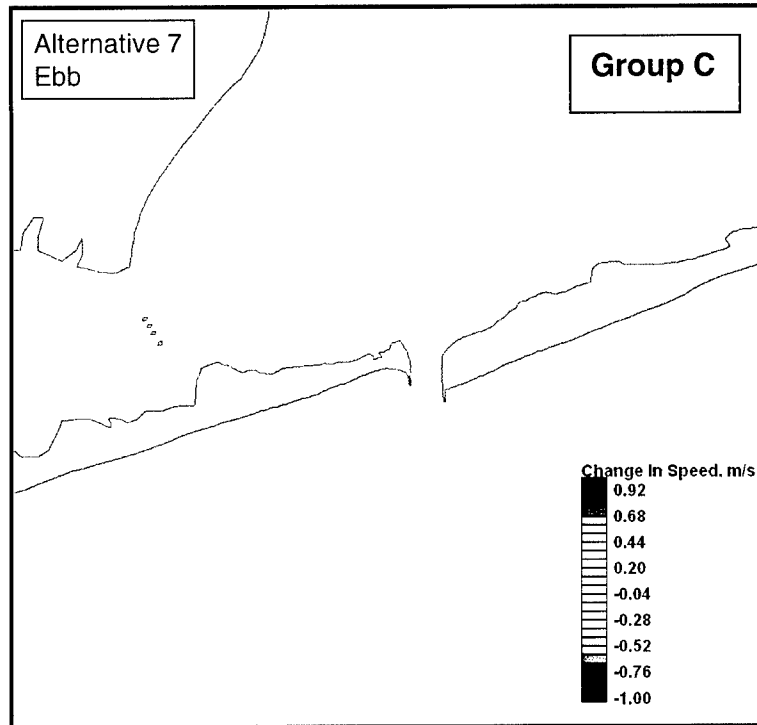 Alternative 7
Ebb
Group C
Change In Speed, m/s
0.92
0.68
0.44
0.20
-0.04
-0.28
-0.52
-0.76
-1.00